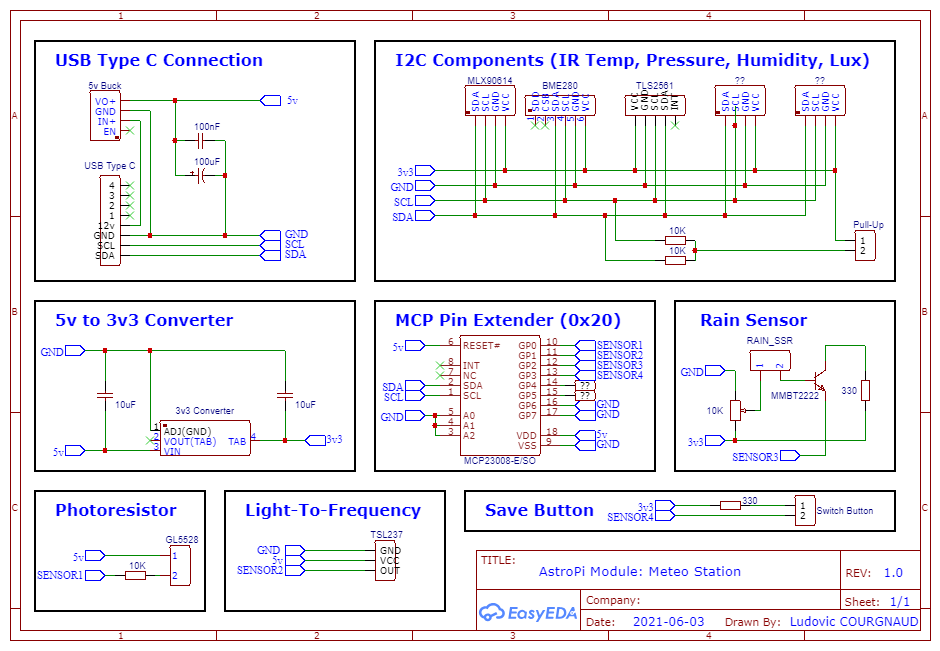 1 2 3 4
A
B
C
A
B
C
USB Type C Connection
5v Buck
VO+
GND
IN+
EN
5v
100nF
100uF
USB Type C
4
3
2
1
12v
GND
SCL
SDA
GND
SCL
SDA
I2C Components (IR Temp, Pressure, Humidity, Lux)
MLX90614
SDA
SCL
GND
VCC
BME280
SDO
CSB
SDA
SCL
GND
VCC
1 2 3 4 5 6
TLS2561
VCC
GND
SCL
SDA
INT
??
SDA
SCL
GND
VCC
??
SDA
SCL
GND
VCC
3v3
GND
SCL
SDA
10K
10K
Pull-Up
1
2
5v to 3v3 Converter
GND
10uF
10uF
3v3 Converter
1 ADJ(GND)
2 VOUT(TAB) TAB 4
3 VIN
5v
3v3
MCP Pin Extender (0x20)
5v 6 RESET#
8 INT
7 NC
SDA 2 SDA
SCL 1 SCL
GND 5 A0
4 A1
3 A2
GP0 10 SENSOR1
GP1 11 SENSOR2
GP2 12 SENSOR3
GP3 13 SENSOR4
GP4 14 ??
GP5 15 ??
GP6 16 GND
GP7 17 GND
VDD 18 5v
VSS 9 GND
MCP23008-E/SO
Rain Sensor
RAIN_SSR
1 2
GND
MMBT2222
330
10K
3v3
SENSOR3
Photoresistor
GL5528
5v 1
SENSOR1 10K 2
Light-To-Frequency
TSL237
GND GND
5v VCC
SENSOR2 OUT
Save Button
3v3 330 1
SENSOR4 2
Switch Button
TITLE:
AstroPi Module: Meteo Station
REV: 1.0
EasyEDA
Company:
Sheet: 1/1
Date: 2021-06-03 Drawn By: Ludovic COURGNAUD
1 2 3 4